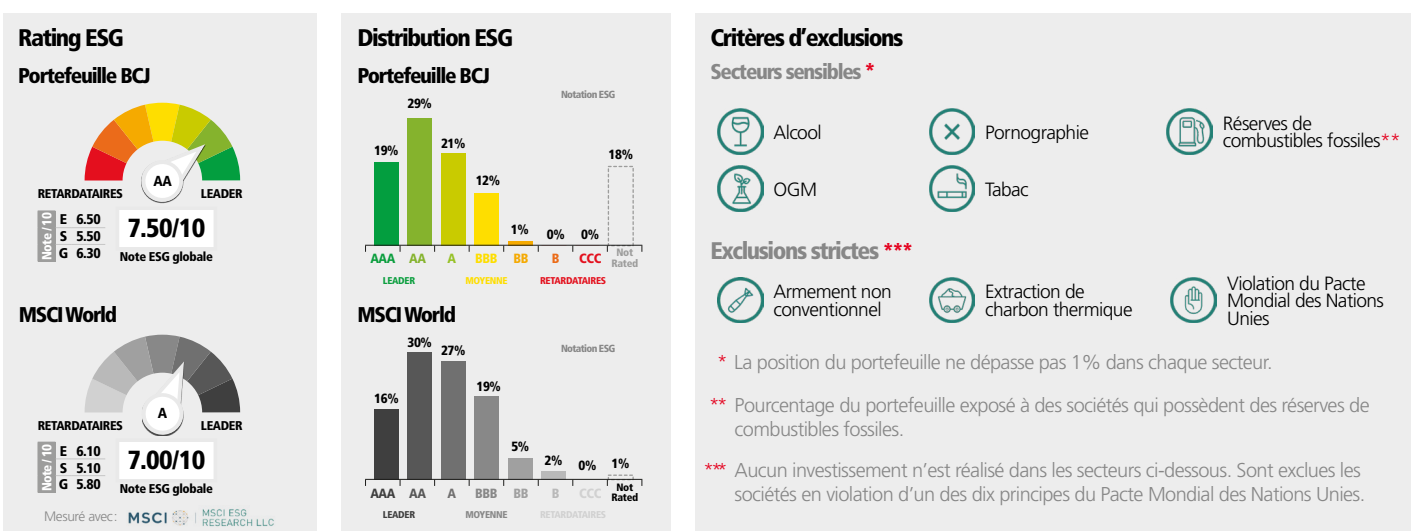 Rating ESG
Portefeuille BCJ
AA
RETARDATAIRES
LEADER
Note / 10
E 6.50
S 5.50
G 6.30
7.50/10
Note ESG globale
MSCI World
A
RETARDATAIRES
LEADER
Note / 10
E 6.10
S 5.10
G 5.80
7.00/10
Note ESG globale
Mesuré avec: MSCI MSCI ESG
RESEARCH LLC
Distribution ESG
Portefeuille BCJ
Notation ESG
19% 29% 21% 12% 1% 0% 0% 18%
AAA AA A BBB BB B CCC Not
Rated
LEADER MOYENNE RETARDATAIRES
MSCI World
Notation ESG
16% 30% 27% 19% 5% 2% 0% 1%
AAA AA A BBB BB B CCC Not
Rated
LEADER MOYENNE RETARDATAIRES
Critères d'exclusions
Secteurs sensibles *
Alcool
Pornographie
Réserves de
combustibles fossiles**
OGM
Tabac
Exclusions strictes ***
Armement non
conventionnel
Extraction de
charbon thermique
Violation du Pacte
Mondial des Nations
Unies
* La position du portefeuille ne dépasse pas 1% dans chaque secteur.
** Pourcentage du portefeuille exposé à des sociétés qui possèdent des réserves de
combustibles fossiles.
*** Aucun investissement n'est réalisé dans les secteurs ci-dessous. Sont exclues les
sociétés en violation d'un des dix principes du Pacte Mondial des Nations Unies.